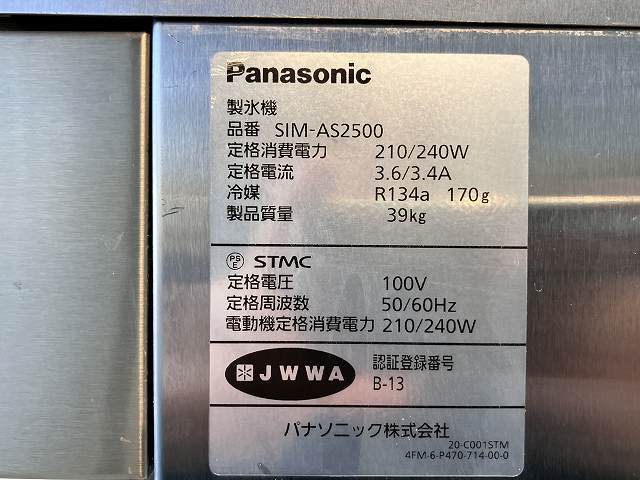 Panasonic
製氷機
品番 SIM-AS2500
定格消費電力 210/240W
定格電流 3.6/3.4A
冷媒 R134a 170g
製品質量 39kg
PS E STMC
定格電圧 100V
定格周波数 50/60Hz
電動機定格消費電力 210/240W
JWWA 認証登録番号
B-13
パナソニック株式会社
20-C001STM
4FM-6-P470-714-00-0